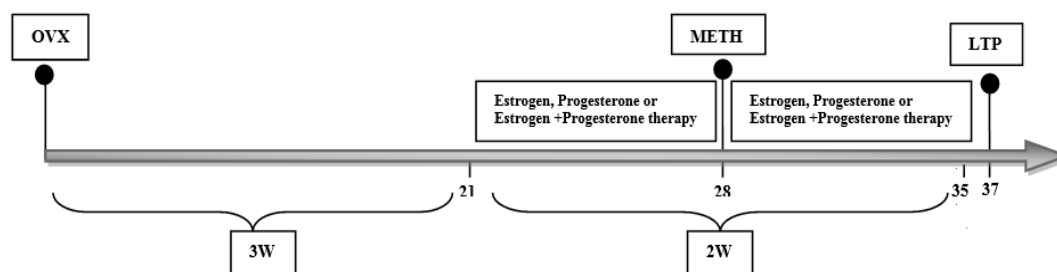 OVX
METH
LTP
Estrogen, Progesterone or
Estrogen +Progesterone therapy
Estrogen, Progesterone or
Estrogen +Progesterone therapy
21
28
35
37
3W
2W